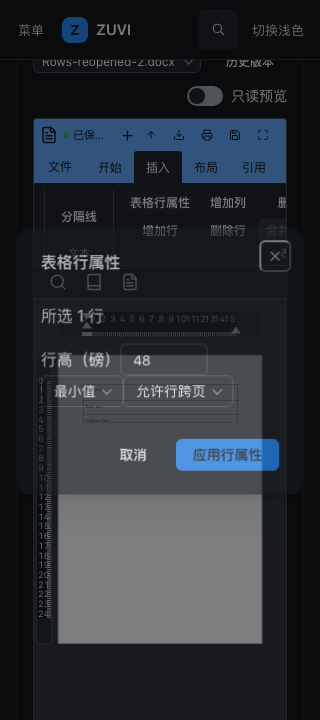 菜单 Z ZUVI 切换浅色
Rows-reopened-2.docx 历史版本
只读预览
已保...
文件 开始 插入 布局 引用
分隔线 表格行属性 增加列
增加行 删除行
表格行属性
所选 1 行
行高（磅） 48
最小值 允许行跨页
取消 应用行属性